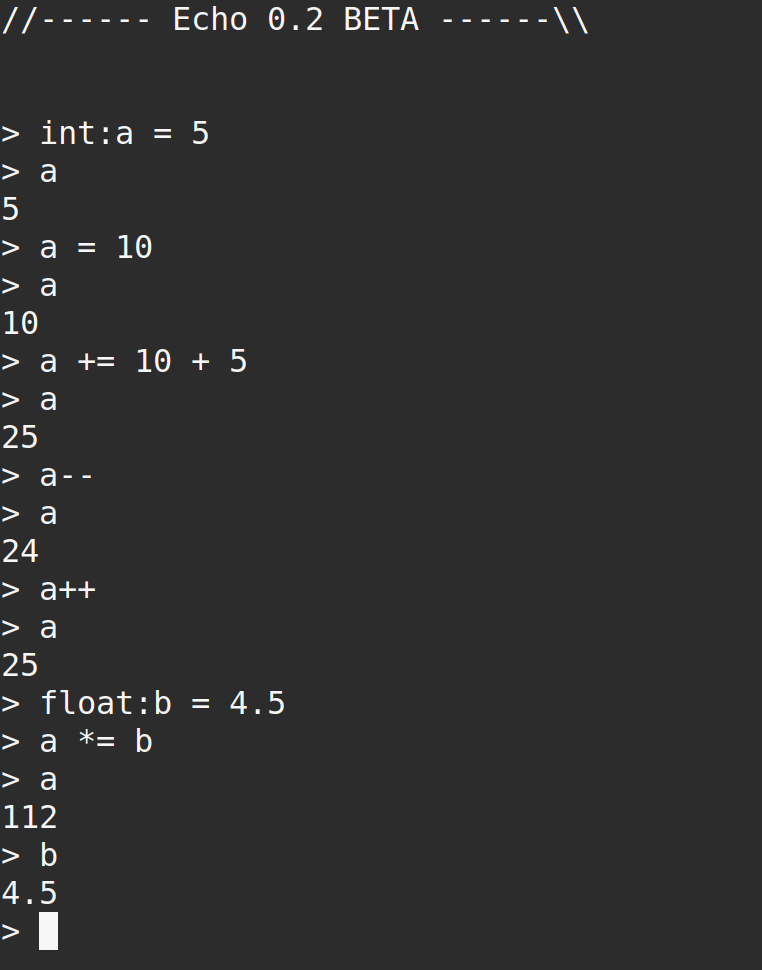 //------ Echo 0.2 BETA ------\\
> int:a = 5
> a
5
> a = 10
> a
10
> a += 10 + 5
> a
25
> a--
> a
24
> a++
> a
25
> float:b = 4.5
> a *= b
> a
112
> b
4.5
>